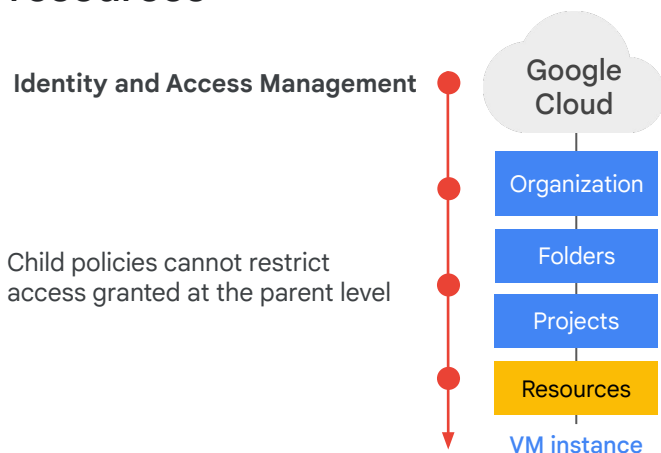 Identity and Access Management
Google
Cloud
Organization
Folders
Child policies cannot restrict
access granted at the parent level
Projects
Resources
VM instance